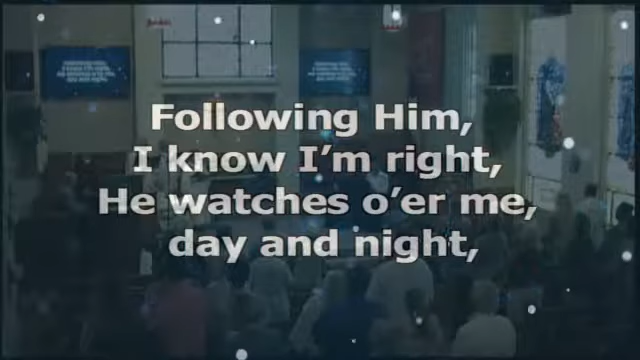 Following Him,
I know I'm right,
He watches o'er me,
day and night,